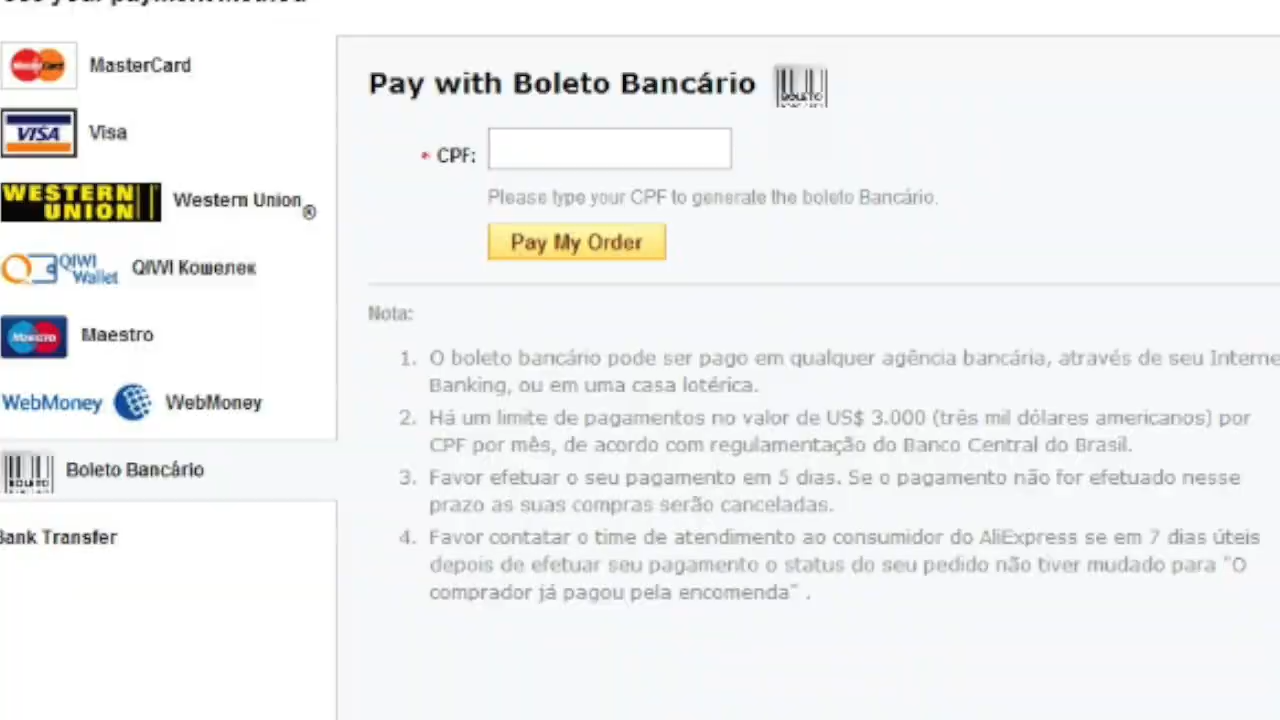 your payment method
MasterCard
VISA Visa
WESTERN UNION Western Union®
QIWI Wallet QIWI Кошелек
Maestro Maestro
WebMoney WebMoney
BOLETO Boleto Bancário
Bank Transfer
Pay with Boleto Bancário BOLETO
* CPF:
Please type your CPF to generate the boleto Bancário.
Pay My Order
Nota:
1. O boleto bancário pode ser pago em qualquer agência bancária, através de seu Interne
Banking, ou em uma casa lotérica.
2. Há um limite de pagamentos no valor de US$ 3.000 (três mil dólares americanos) por
CPF por mês, de acordo com regulamentação do Banco Central do Brasil.
3. Favor efetuar o seu pagamento em 5 dias. Se o pagamento não for efetuado nesse
prazo as suas compras serão canceladas.
4. Favor contatar o time de atendimento ao consumidor do AliExpress se em 7 dias úteis
depois de efetuar seu pagamento o status do seu pedido não tiver mudado para "O
comprador já pagou pela encomenda" .